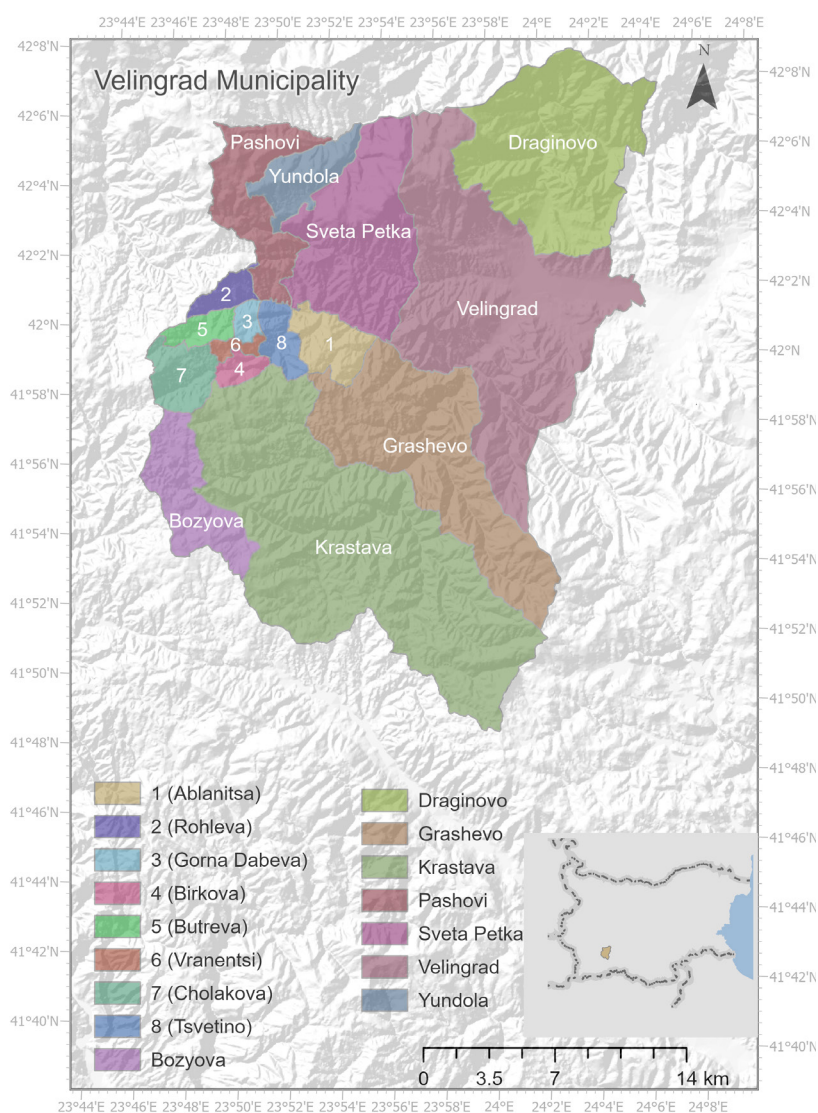 23°44'E 23°46'E 23°48'E 23°50'E 23°52'E 23°54'E 23°56'E 23°58'E 24°E 24°2'E 24°4'E 24°6'E 24°8'E
42°8'N
42°6'N
42°4'N
42°2'N
42°N
41°58'N
41°56'N
41°54'N
41°52'N
41°50'N
41°48'N
41°46'N
41°44'N
41°42'N
41°40'N
Velingrad Municipality
N
Pashovi
Yundola
Draginovo
Sveta Petka
Velingrad
2
3
5
6
8
1
7
4
Grashevo
Bozyova
Krastava
1 (Ablanitsa)
2 (Rohleva)
3 (Gorna Dabeva)
4 (Birkova)
5 (Butreva)
6 (Vranentsi)
7 (Cholakova)
8 (Tsvetino)
Bozyova
Draginovo
Grashevo
Krastava
Pashovi
Sveta Petka
Velingrad
Yundola
0 3.5 7 14 km
42°8'N
42°6'N
42°4'N
42°2'N
42°N
41°58'N
41°56'N
41°54'N
41°52'N
41°50'N
41°48'N
41°46'N
41°44'N
41°42'N
41°40'N
23°44'E 23°46'E 23°48'E 23°50'E 23°52'E 23°54'E 23°56'E 23°58'E 24°E 24°2'E 24°4'E 24°6'E 24°8'E